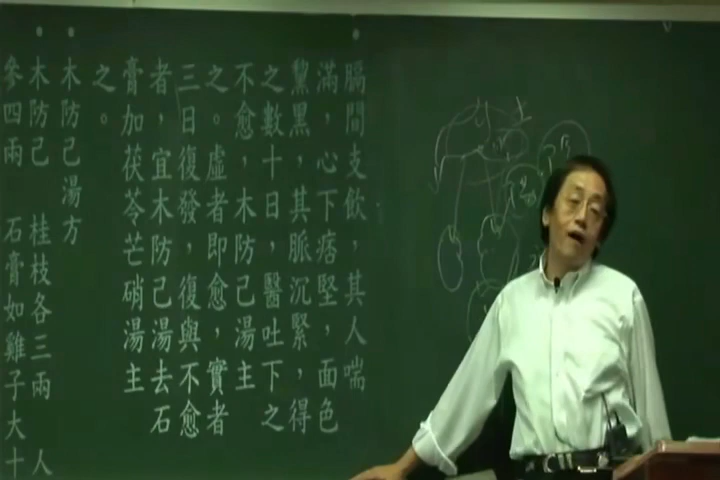 膈間支飲，其人喘
滿，心下痞堅，面色
黧黑，其脈沉緊，得
之數十日，醫吐下之
不愈，木防己湯主
之。虛者即愈，實者
三日復發，復與不愈
者，宜木防己湯去石
膏加茯苓芒硝湯主
之。
木防己湯方
木防己 桂枝各三兩 人
參四兩 石膏如雞子大十